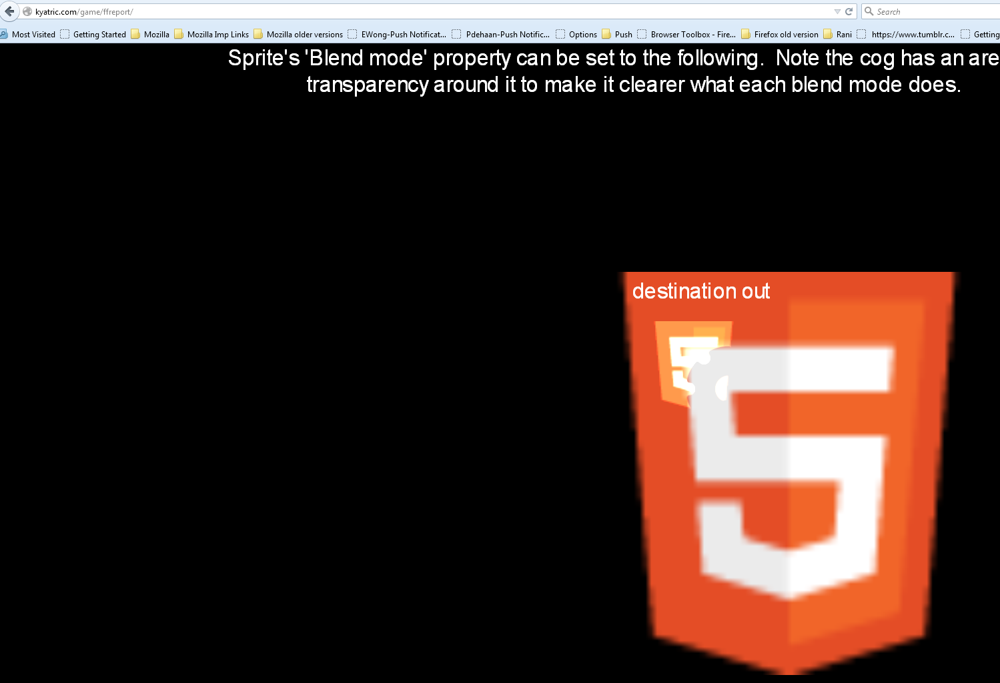 kyatric.com/game/ffreport/
Search
Most Visited Getting Started Mozilla Mozilla Imp Links Mozilla older versions EWong-Push Notificat... Pdehaan-Push Notific... Options Push Browser Toolbox - Fire... Firefox old version Rani https://www.tumblr.c... Getting
Sprite's 'Blend mode' property can be set to the following. Note the cog has an are
transparency around it to make it clearer what each blend mode does.
destination out
5
5